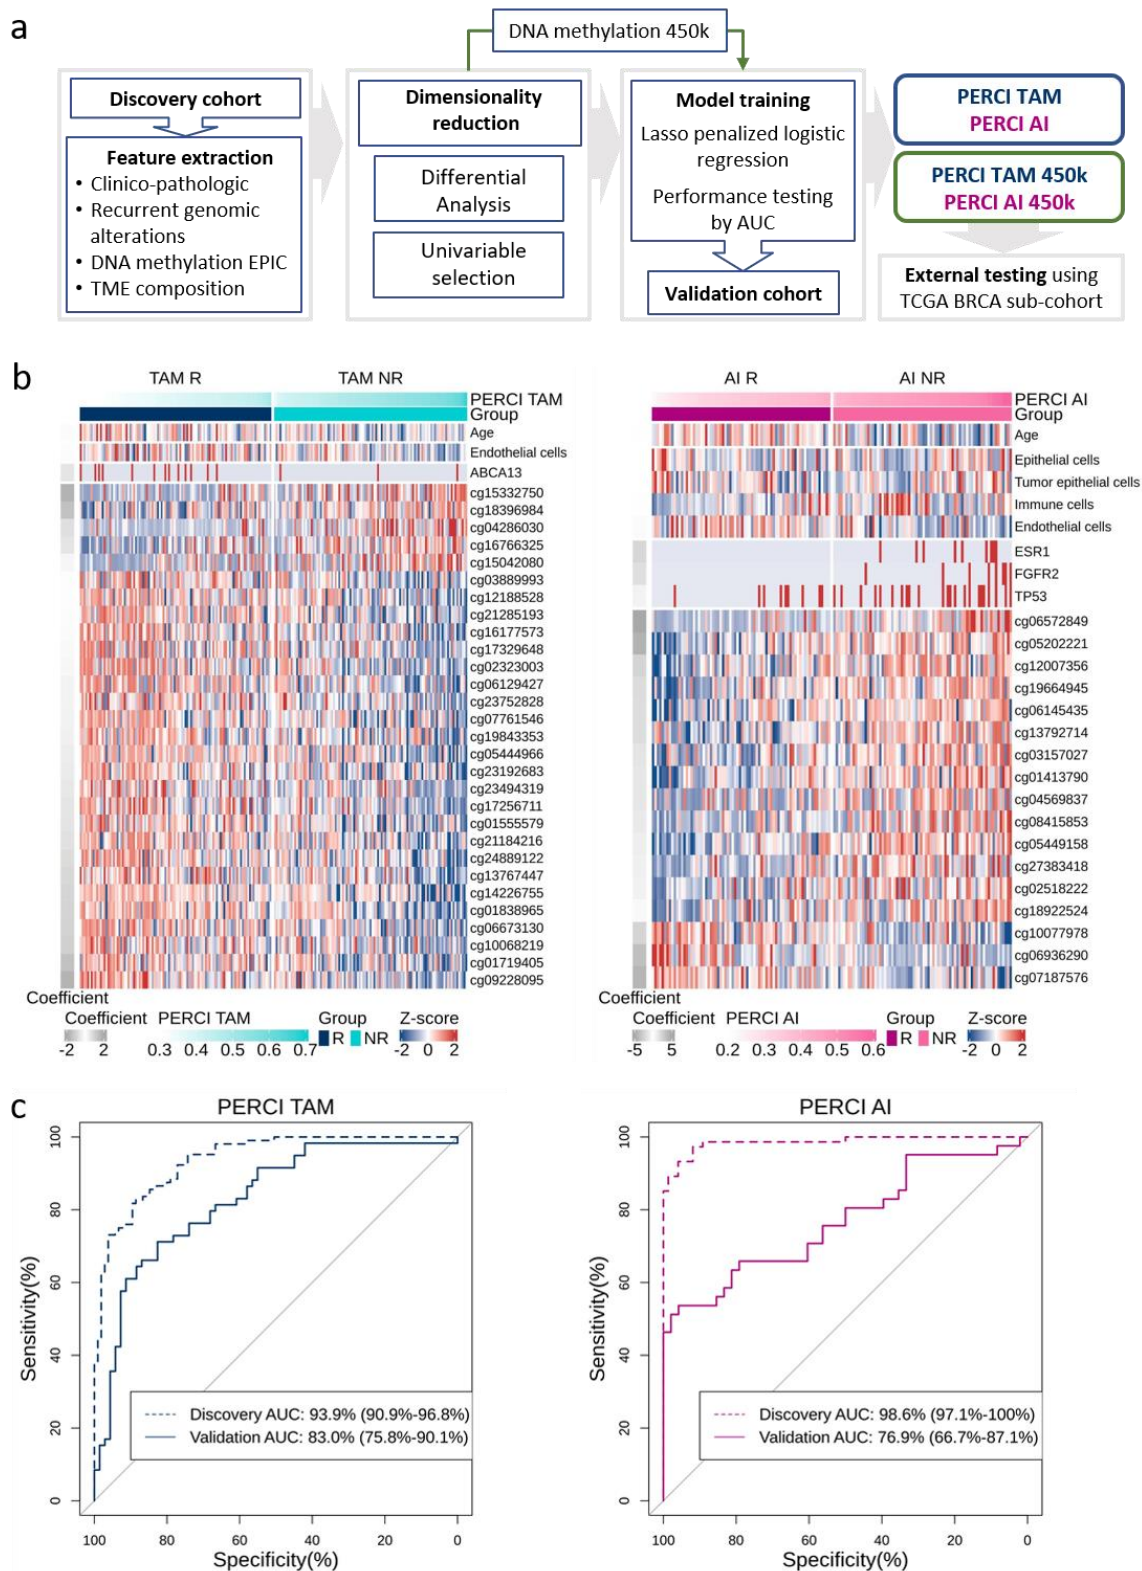 a
DNA methylation 450k
Discovery cohort
Feature extraction
• Clinico-pathologic
• Recurrent genomic
alterations
• DNA methylation EPIC
• TME composition
Dimensionality
reduction
Differential
Analysis
Univariable
selection
Model training
Lasso penalized logistic
regression
Performance testing
by AUC
Validation cohort
PERCI TAM
PERCI AI
PERCI TAM 450k
PERCI AI 450k
External testing using
TCGA BRCA sub-cohort
b
TAM R TAM NR
PERCI TAM
Group
Age
Endothelial cells
ABCA13
cg15332750
cg18396984
cg04286030
cg16766325
cg15042080
cg03889993
cg12188528
cg21285193
cg16177573
cg17329648
cg02323003
cg06129427
cg23752828
cg07761546
cg19843353
cg05444966
cg23192683
cg23494319
cg17256711
cg01555579
cg21184216
cg24889122
cg13767447
cg14226755
cg01838965
cg06673130
cg10068219
cg01719405
cg09228095
Coefficient
Coefficient PERCI TAM Group Z-score
-2 2 0.3 0.4 0.5 0.6 0.7 R NR -2 0 2
AI R AI NR
PERCI AI
Group
Age
Epithelial cells
Tumor epithelial cells
Immune cells
Endothelial cells
ESR1
FGFR2
TP53
cg06572849
cg05202221
cg12007356
cg19664945
cg06145435
cg13792714
cg03157027
cg01413790
cg04569837
cg08415853
cg05449158
cg27383418
cg02518222
cg18922524
cg10077978
cg06936290
cg07187576
Coefficient
Coefficient PERCI AI Group Z-score
-5 5 0.2 0.3 0.4 0.5 0.6 R NR -2 0 2
c
PERCI TAM
Sensitivity(%)
100
80
60
40
20
0
Discovery AUC: 93.9% (90.9%-96.8%)
Validation AUC: 83.0% (75.8%-90.1%)
100 80 60 40 20 0
Specificity(%)
PERCI AI
Sensitivity(%)
100
80
60
40
20
0
Discovery AUC: 98.6% (97.1%-100%)
Validation AUC: 76.9% (66.7%-87.1%)
100 80 60 40 20 0
Specificity(%)